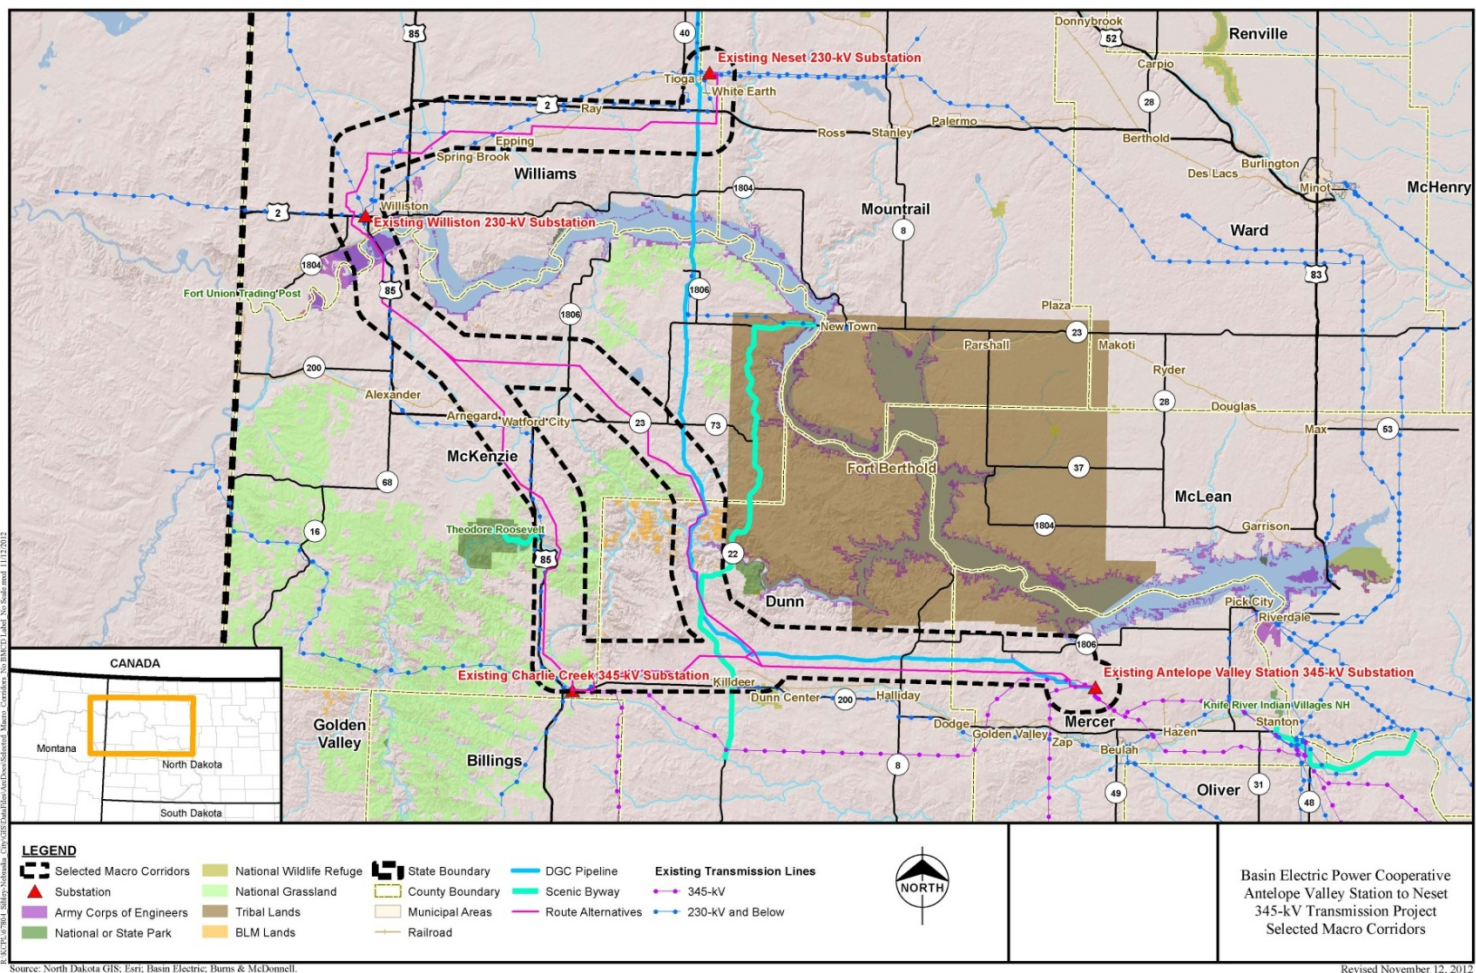 85
40
Donnybrook
52
Renville
Existing Neset 230-kV Substation
Tioga
White Earth
Carpio
2
Ray
28
Ross
Stanley
Palermo
Berthold
Epping
Spring Brook
Burlington
Des Lacs
Minot
Williams
1804
McHenry
2
Williston
Existing Williston 230-kV Substation
Mountrail
8
Ward
1804
83
85
Fort Union Trading Post
1806
1806
Plaza
New Town
23
Parshall
Makoti
200
Ryder
Alexander
28
Douglas
Arnegard
Watford City
23
73
Max
53
McKenzie
Fort Berthold
37
68
McLean
16
Theodore Roosevelt
1804
Garrison
85
22
Dunn
Pick City
Riverdale
1806
CANADA
Existing Charlie Creek 345-kV Substation
Killdeer
Existing Antelope Valley Station 345-kV Substation
Dunn Center
200
Halliday
Knife River Indian Villages NH
Golden
Valley
Dodge
Golden Valley
Zap
Mercer
Beulah
Hazen
Stanton
Montana
North Dakota
Billings
8
49
Oliver
31
48
South Dakota
LEGEND
Selected Macro Corridors
Substation
Army Corps of Engineers
National or State Park
National Wildlife Refuge
National Grassland
Tribal Lands
BLM Lands
State Boundary
County Boundary
Municipal Areas
Railroad
DGC Pipeline
Scenic Byway
Route Alternatives
Existing Transmission Lines
345-kV
230-kV and Below
NORTH
Basin Electric Power Cooperative
Antelope Valley Station to Neset
345-kV Transmission Project
Selected Macro Corridors
Source: North Dakota GIS; Esri; Basin Electric; Burns & McDonnell.
Revised November 12, 2012